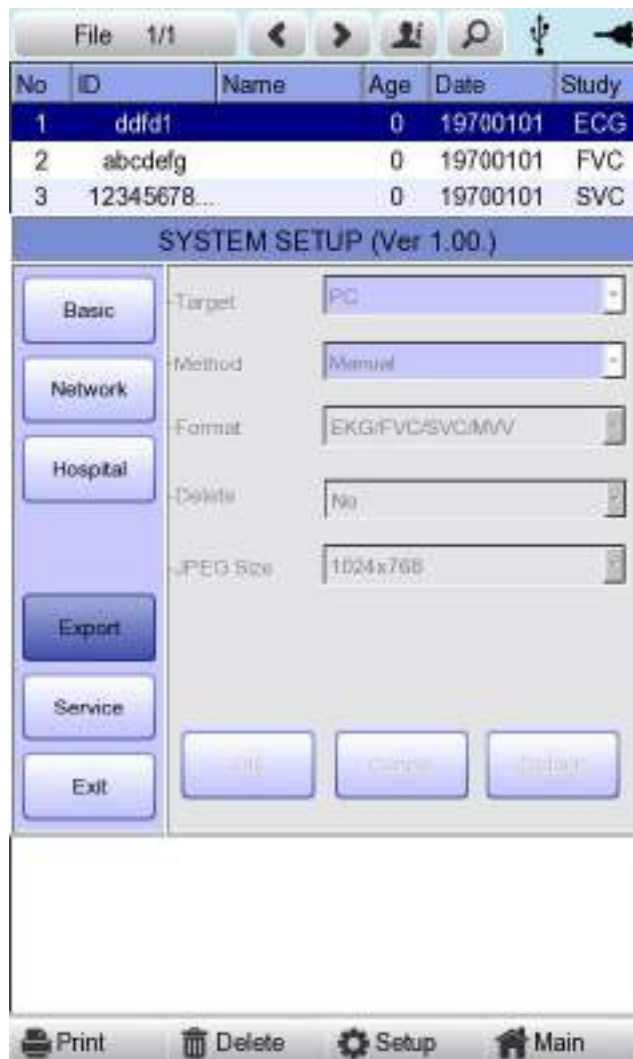 File 1/1
No ID Name Age Date Study
1 ddfd1 0 19700101 ECG
2 abcdefg 0 19700101 FVC
3 12345678... 0 19700101 SVC
SYSTEM SETUP (Ver 1.00.)
Basic
Target PC
Network
Method Manual
Format EKG/FVC/SVC/MVV
Hospital
Delete No
JPEG Size 1024x768
Export
Service
Cancel
Exit
Print Delete Setup Main